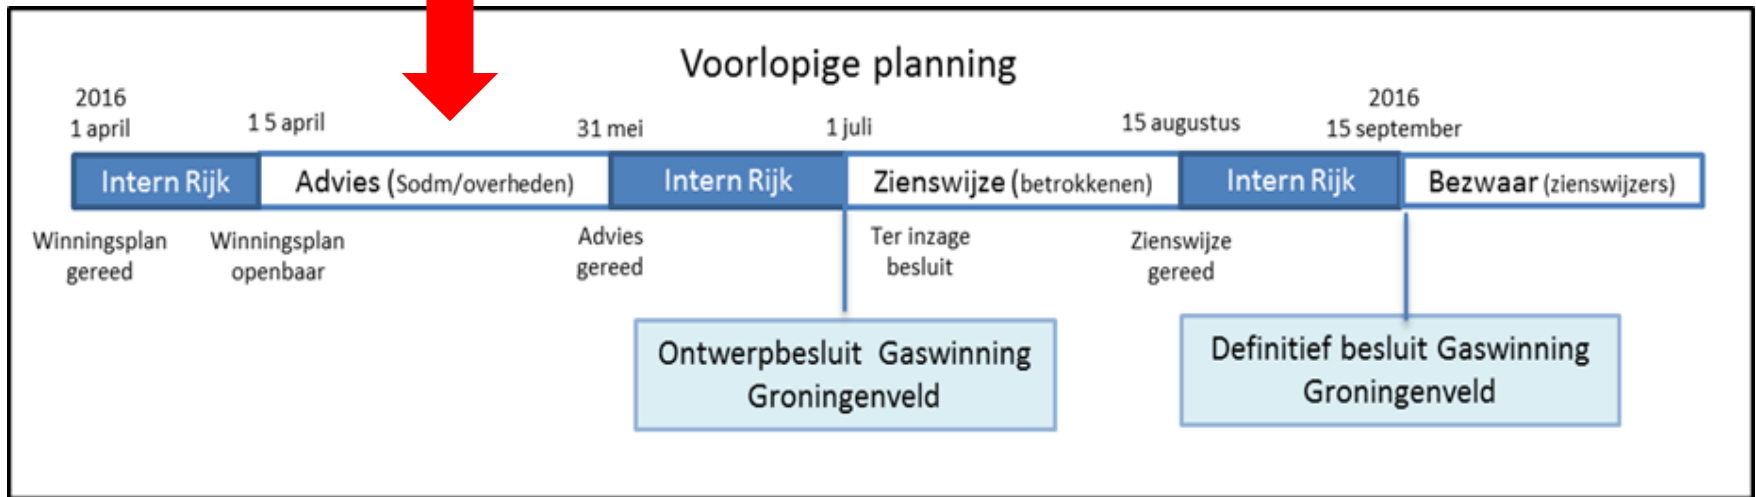 Voorlopige planning
2016
1 april
1 5 april
31 mei
1 juli
15 augustus
2016
15 september
Intern Rijk
Advies (Sodm/overheden)
Intern Rijk
Zienswijze (betrokkenen)
Intern Rijk
Bezwaar (zienswijzers)
Winningsplan
gereed
Winningsplan
openbaar
Advies
gereed
Ter inzage
besluit
Zienswijze
gereed
Ontwerpbesluit Gaswinning
Groningenveld
Definitief besluit Gaswinning
Groningenveld